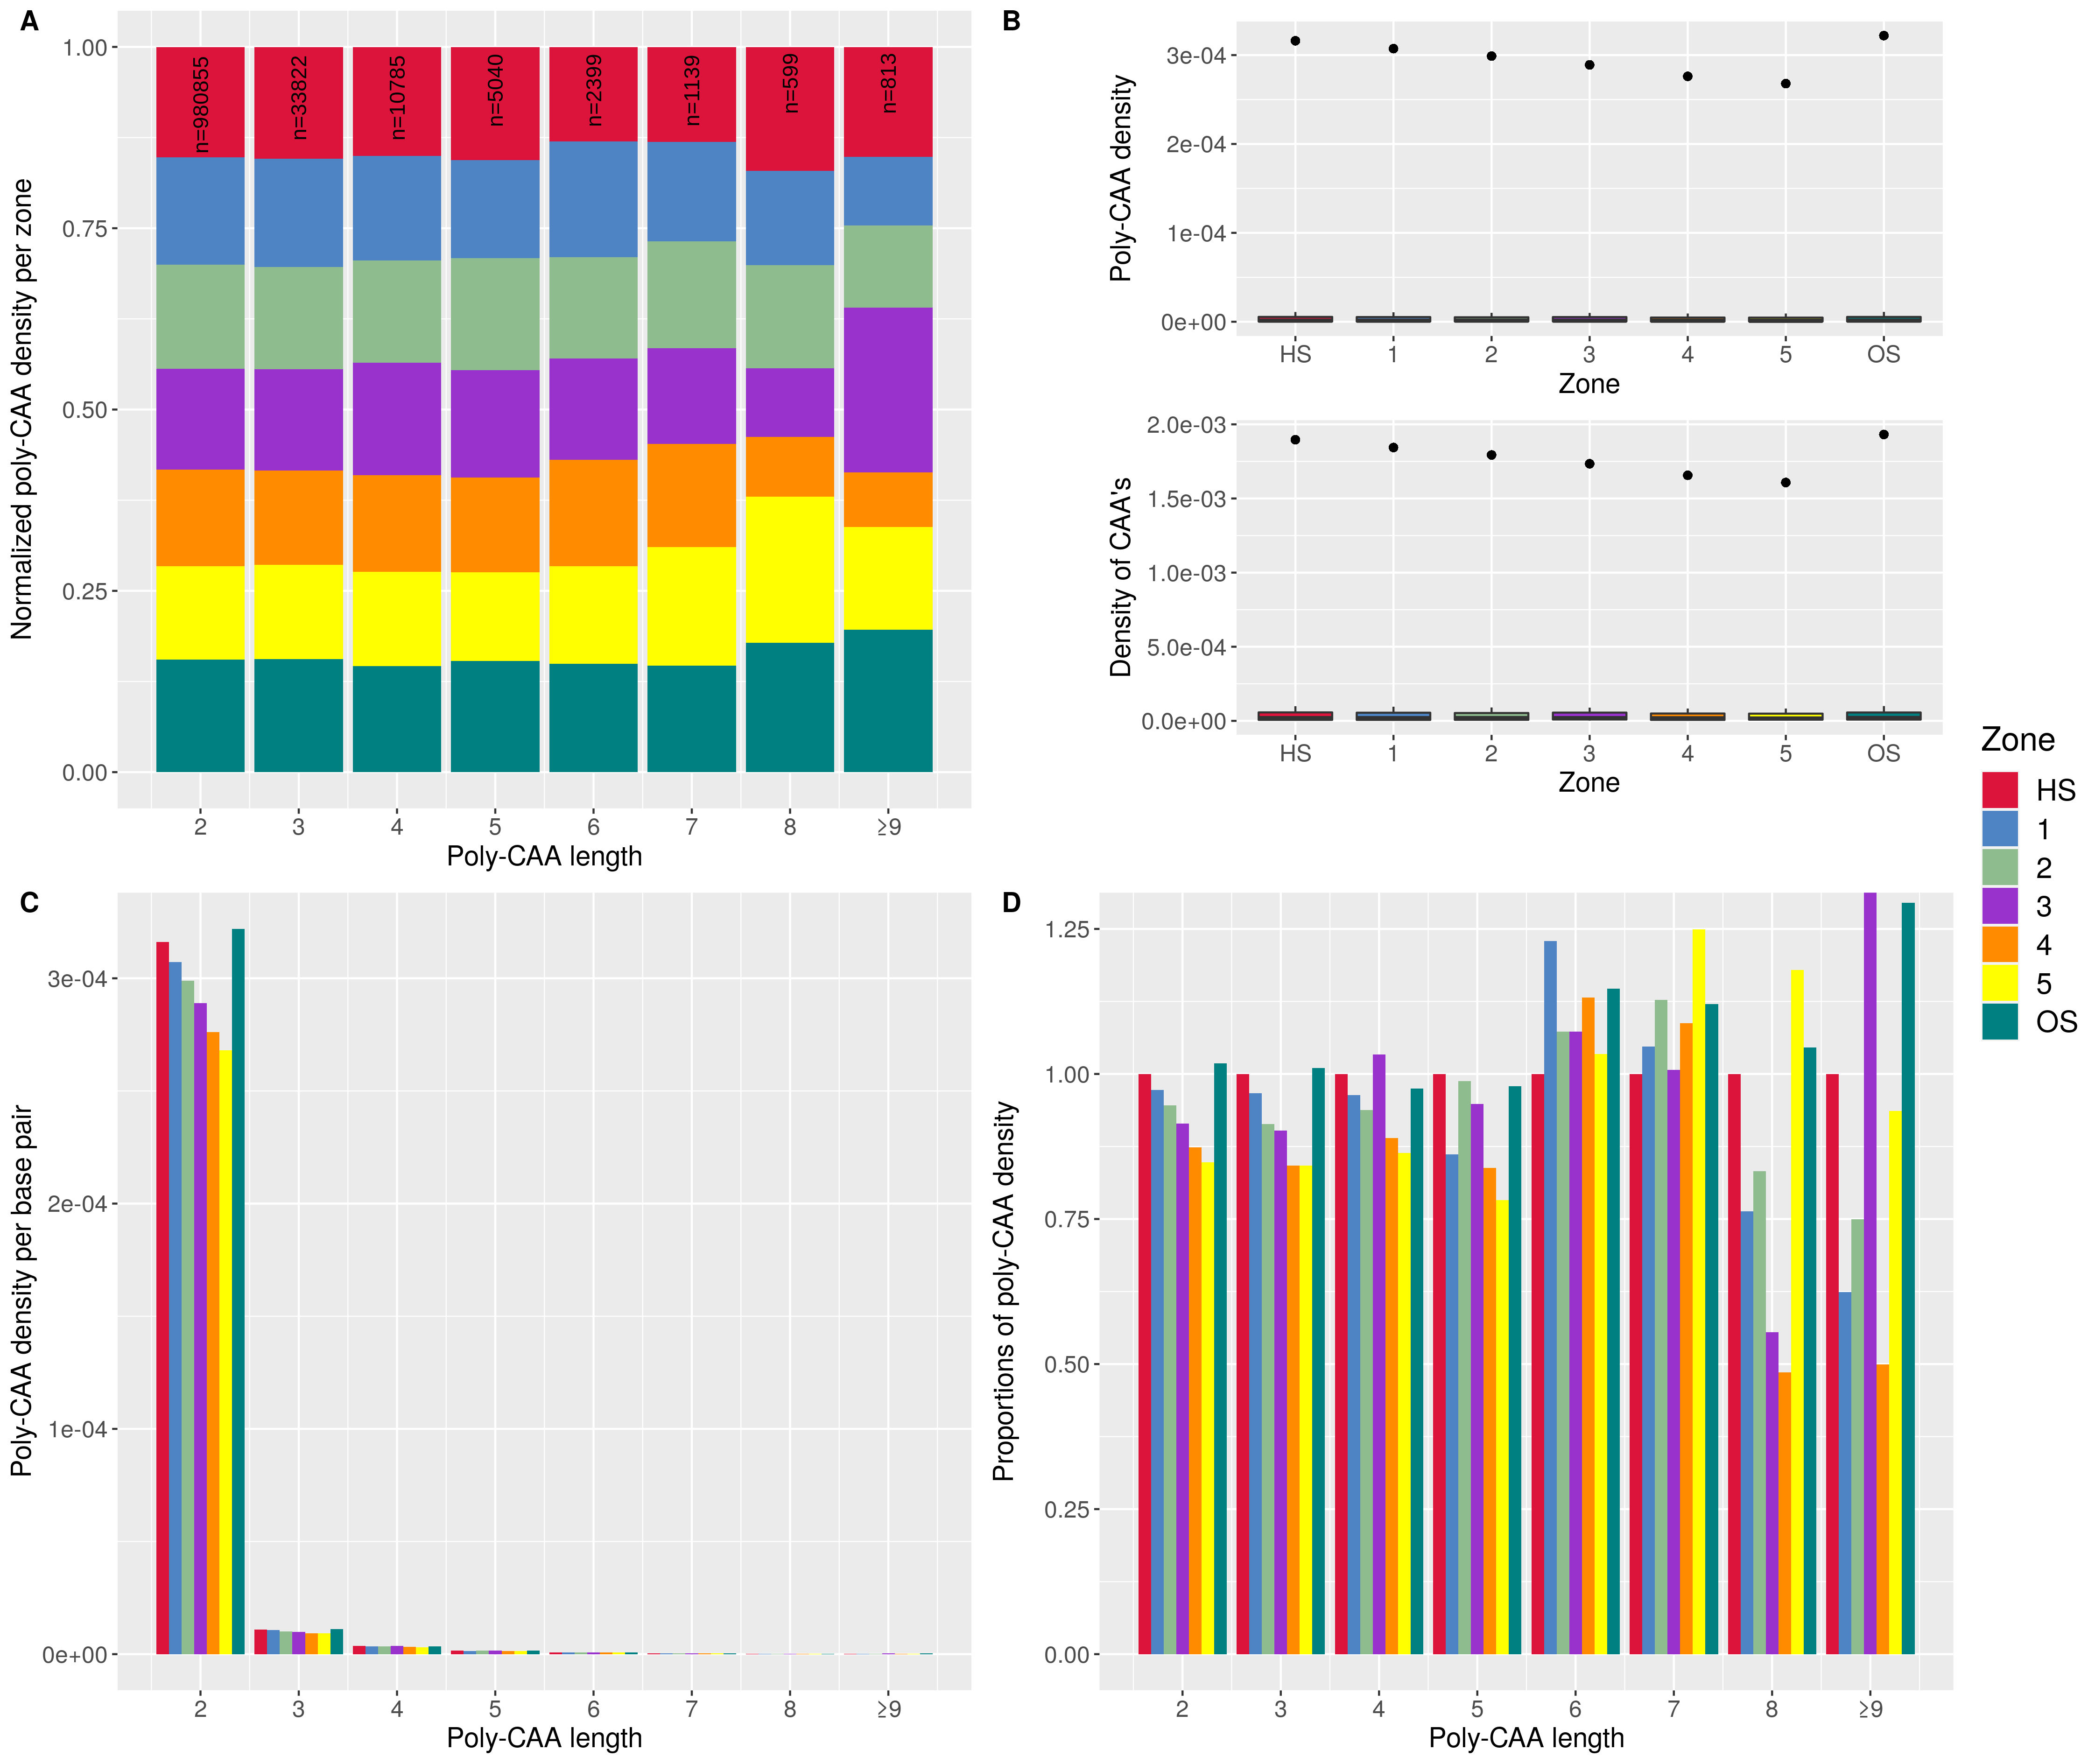 A
Normalized poly-CAA density per zone
1.00
0.75
0.50
0.25
0.00
n=980855
n=33822
n=10785
n=5040
n=2399
n=1139
n=599
n=813
2 3 4 5 6 7 8 ≥9
Poly-CAA length
B
Poly-CAA density
3e-04
2e-04
1e-04
0e+00
HS 1 2 3 4 5 OS
Zone
Density of CAA's
2.0e-03
1.5e-03
1.0e-03
5.0e-04
0.0e+00
HS 1 2 3 4 5 OS
Zone
Zone
HS
1
2
3
4
5
OS
C
Poly-CAA density per base pair
3e-04
2e-04
1e-04
0e+00
2 3 4 5 6 7 8 ≥9
Poly-CAA length
D
Proportions of poly-CAA density
1.25
1.00
0.75
0.50
0.25
0.00
2 3 4 5 6 7 8 ≥9
Poly-CAA length